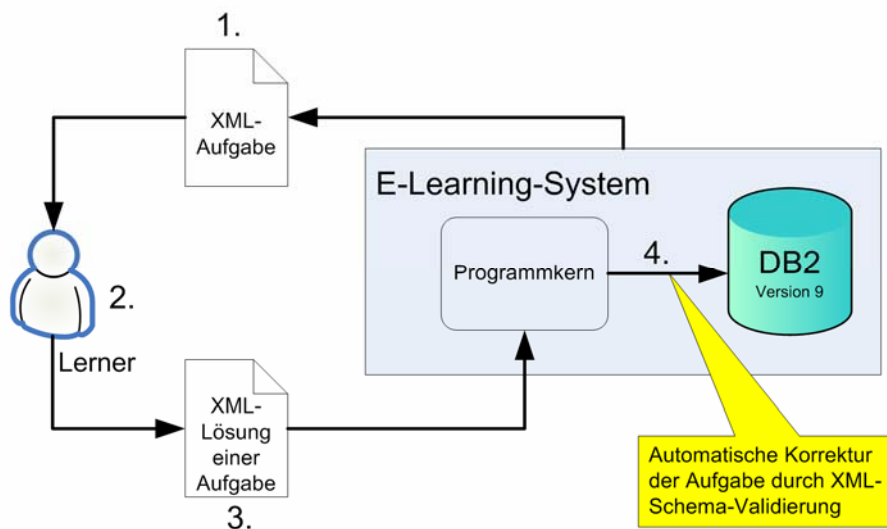 1.
XML-
Aufgabe
E-Learning-System
Programmkern
4.
DB2
Version 9
2.
Lerner
XML-
Lösung
einer
Aufgabe
3.
Automatische Korrektur
der Aufgabe durch XML-
Schema-Validierung